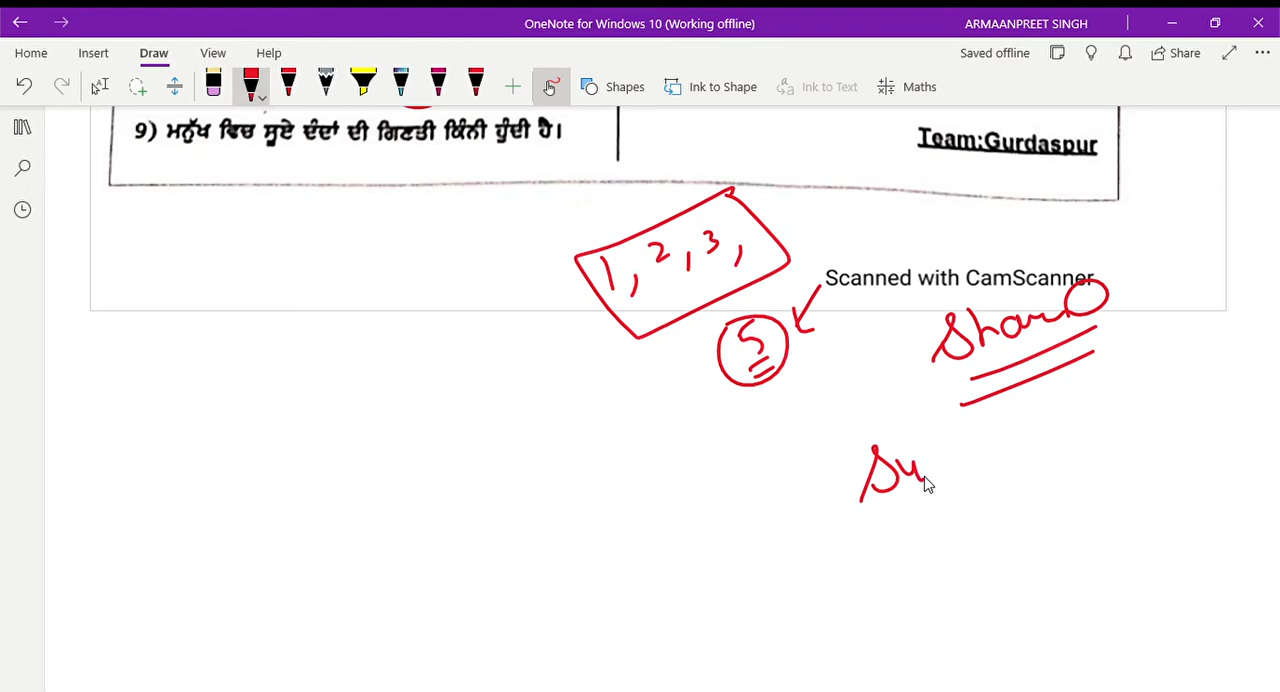 OneNote for Windows 10 (Working offline) ARMAANPREET SINGH
Home Insert Draw View Help Saved offline Share
Shapes Ink to Shape Ink to Text Maths
9) ਮਨੁੱਖ ਵਿਚ ਸੂਏ ਦੰਦਾਂ ਦੀ ਗਿਣਤੀ ਕਿੰਨੀ ਹੁੰਦੀ ਹੈ।
Team:Gurdaspur
1, 2, 3,
Scanned with CamScanner
5
Su